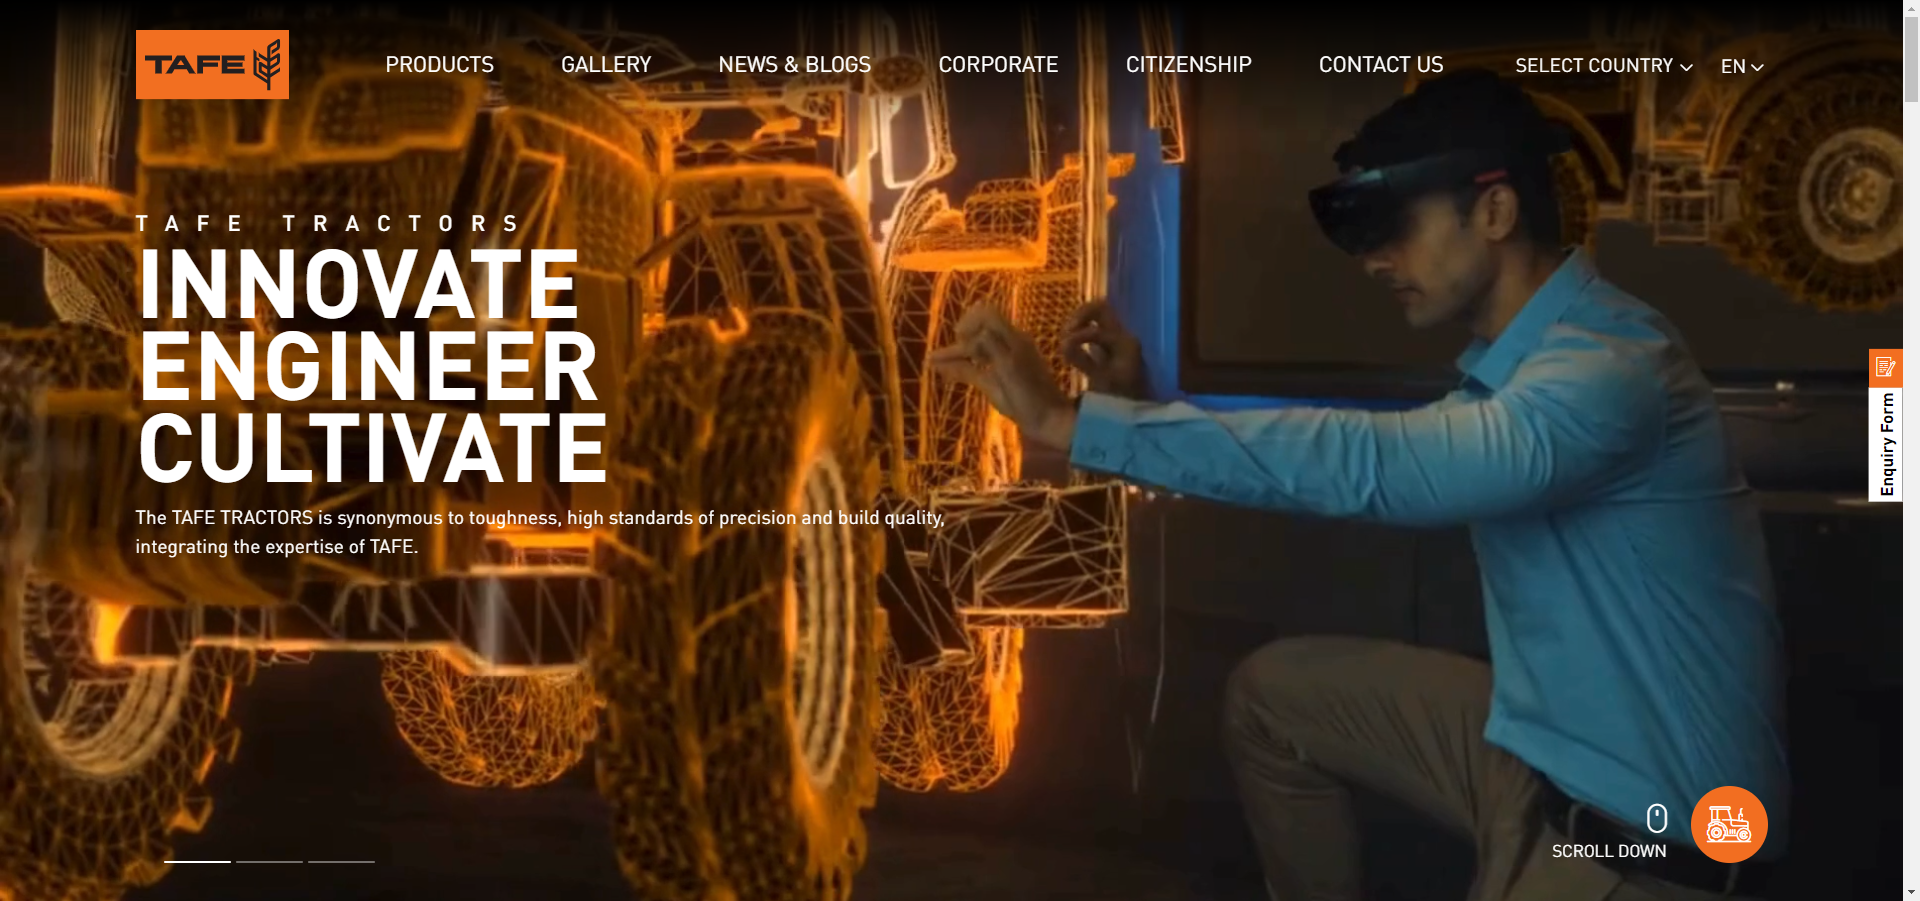 TAFE
PRODUCTS
GALLERY
NEWS & BLOGS
CORPORATE
CITIZENSHIP
CONTACT US
SELECT COUNTRY
EN
TAFE TRACTORS
INNOVATE
ENGINEER
CULTIVATE
The TAFE TRACTORS is synonymous to toughness, high standards of precision and build quality,
integrating the expertise of TAFE.
Enquiry Form
SCROLL DOWN